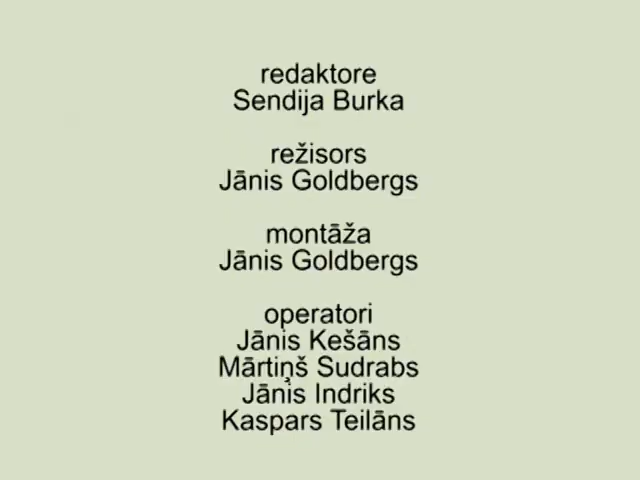 redaktore
Sendija Burka
režisors
Jānis Goldbergs
montāža
Jānis Goldbergs
operatori
Jānis Kešāns
Mārtiņš Sudrabs
Jānis Indriks
Kaspars Teilāns